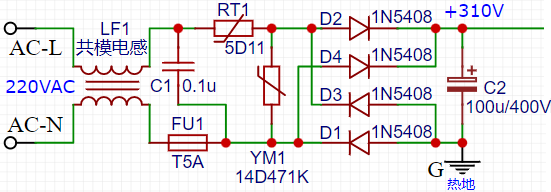 LF1
共模电感
RT1
5D11
D2
1N5408
+310V
AC-L
D4
1N5408
220VAC
C1
0.1u
C2
100u/400V
D3
1N5408
AC-N
FU1
T5A
YM1
14D471K
D1
1N5408
G
热地